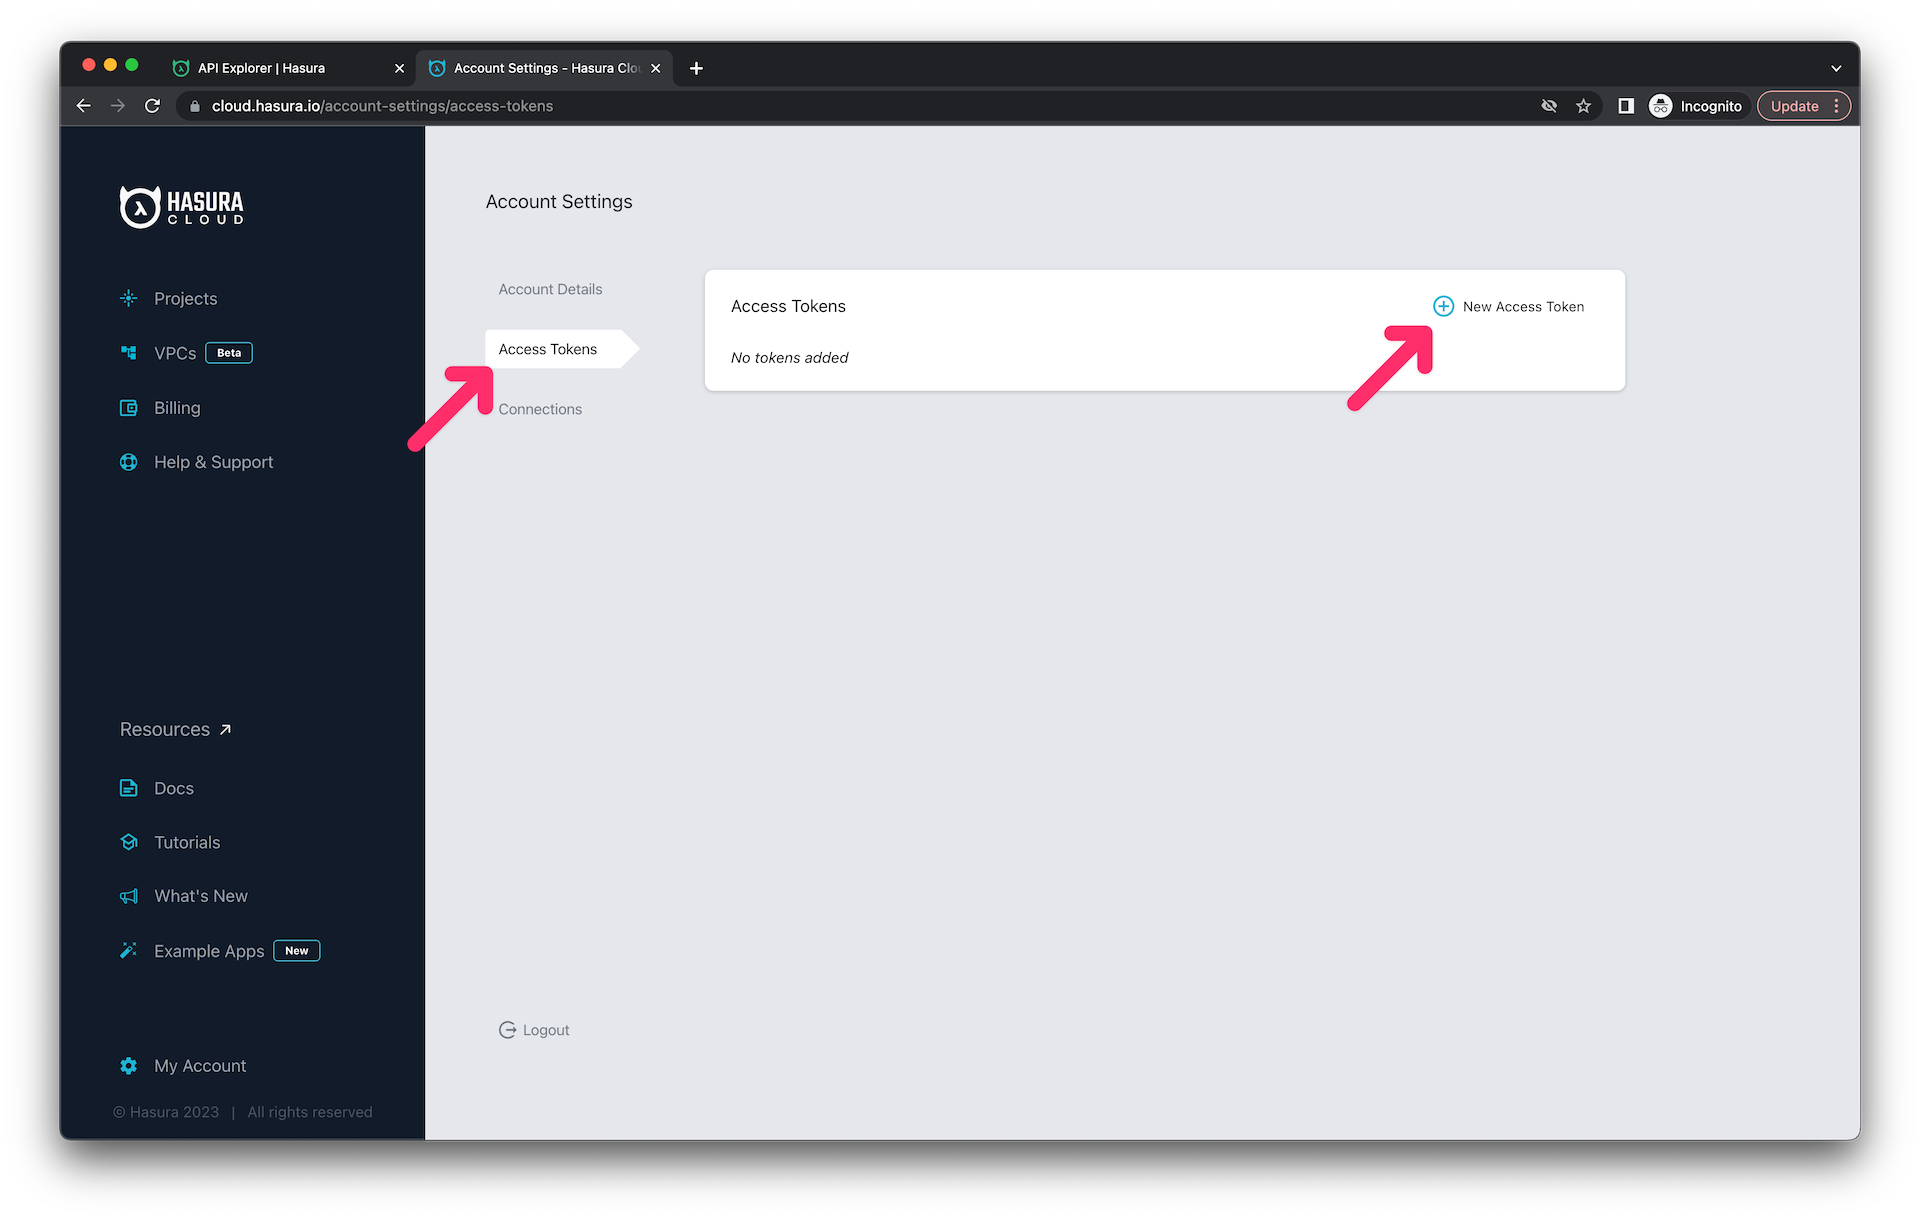 API Explorer | Hasura
Account Settings - Hasura Clo
cloud.hasura.io/account-settings/access-tokens
Incognito
Update
HASURA
CLOUD
Projects
VPCs Beta
Billing
Help & Support
Resources
Docs
Tutorials
What's New
Example Apps New
My Account
© Hasura 2023 | All rights reserved
Account Settings
Account Details
Access Tokens
Connections
Logout
Access Tokens
New Access Token
No tokens added